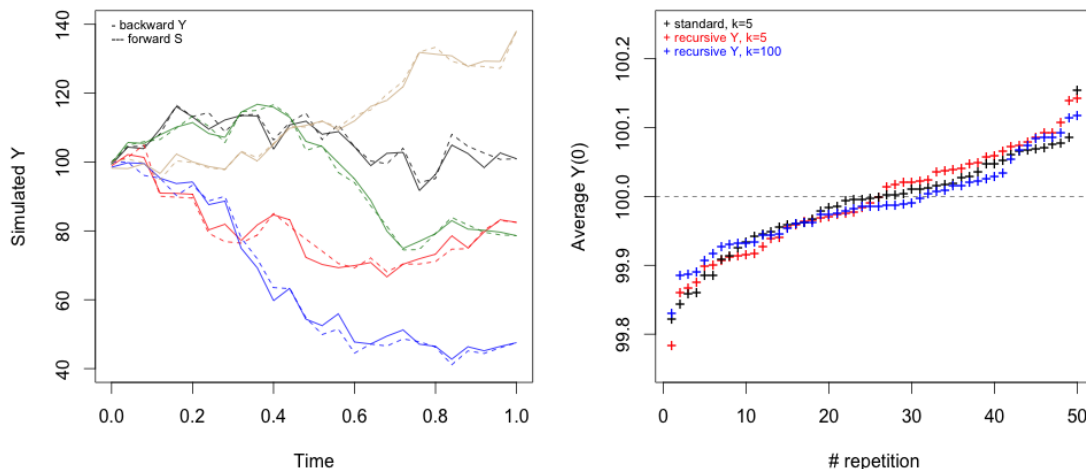 - backward Y
--- forward S
Simulated Y
140
120
100
80
60
40
0.0 0.2 0.4 0.6 0.8 1.0
Time
+ standard, k=5
+ recursive Y, k=5
+ recursive Y, k=100
Average Y(0)
100.2
100.1
100.0
99.9
99.8
0 10 20 30 40 50
# repetition